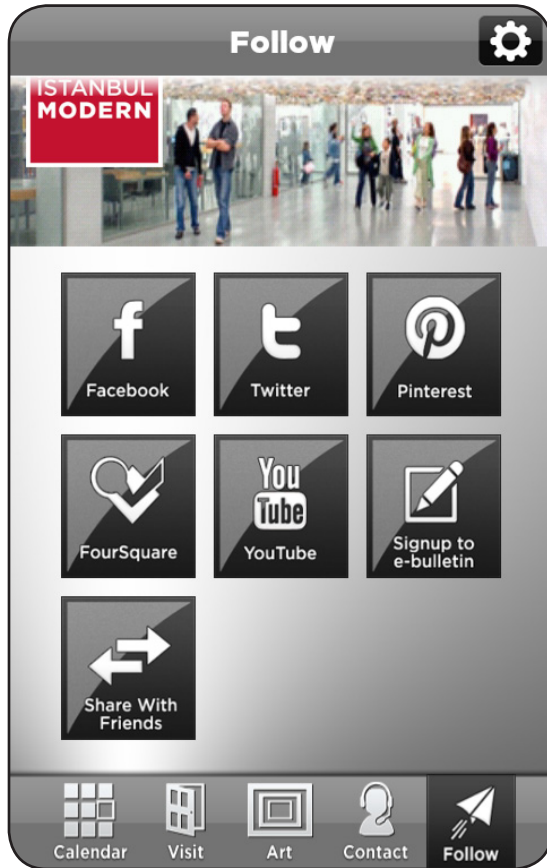 Follow
ISTANBUL
MODERN
Facebook
Twitter
Pinterest
FourSquare
You
Tube
YouTube
Signup to
e-bulletin
Share With
Friends
Calendar
Visit
Art
Contact
Follow